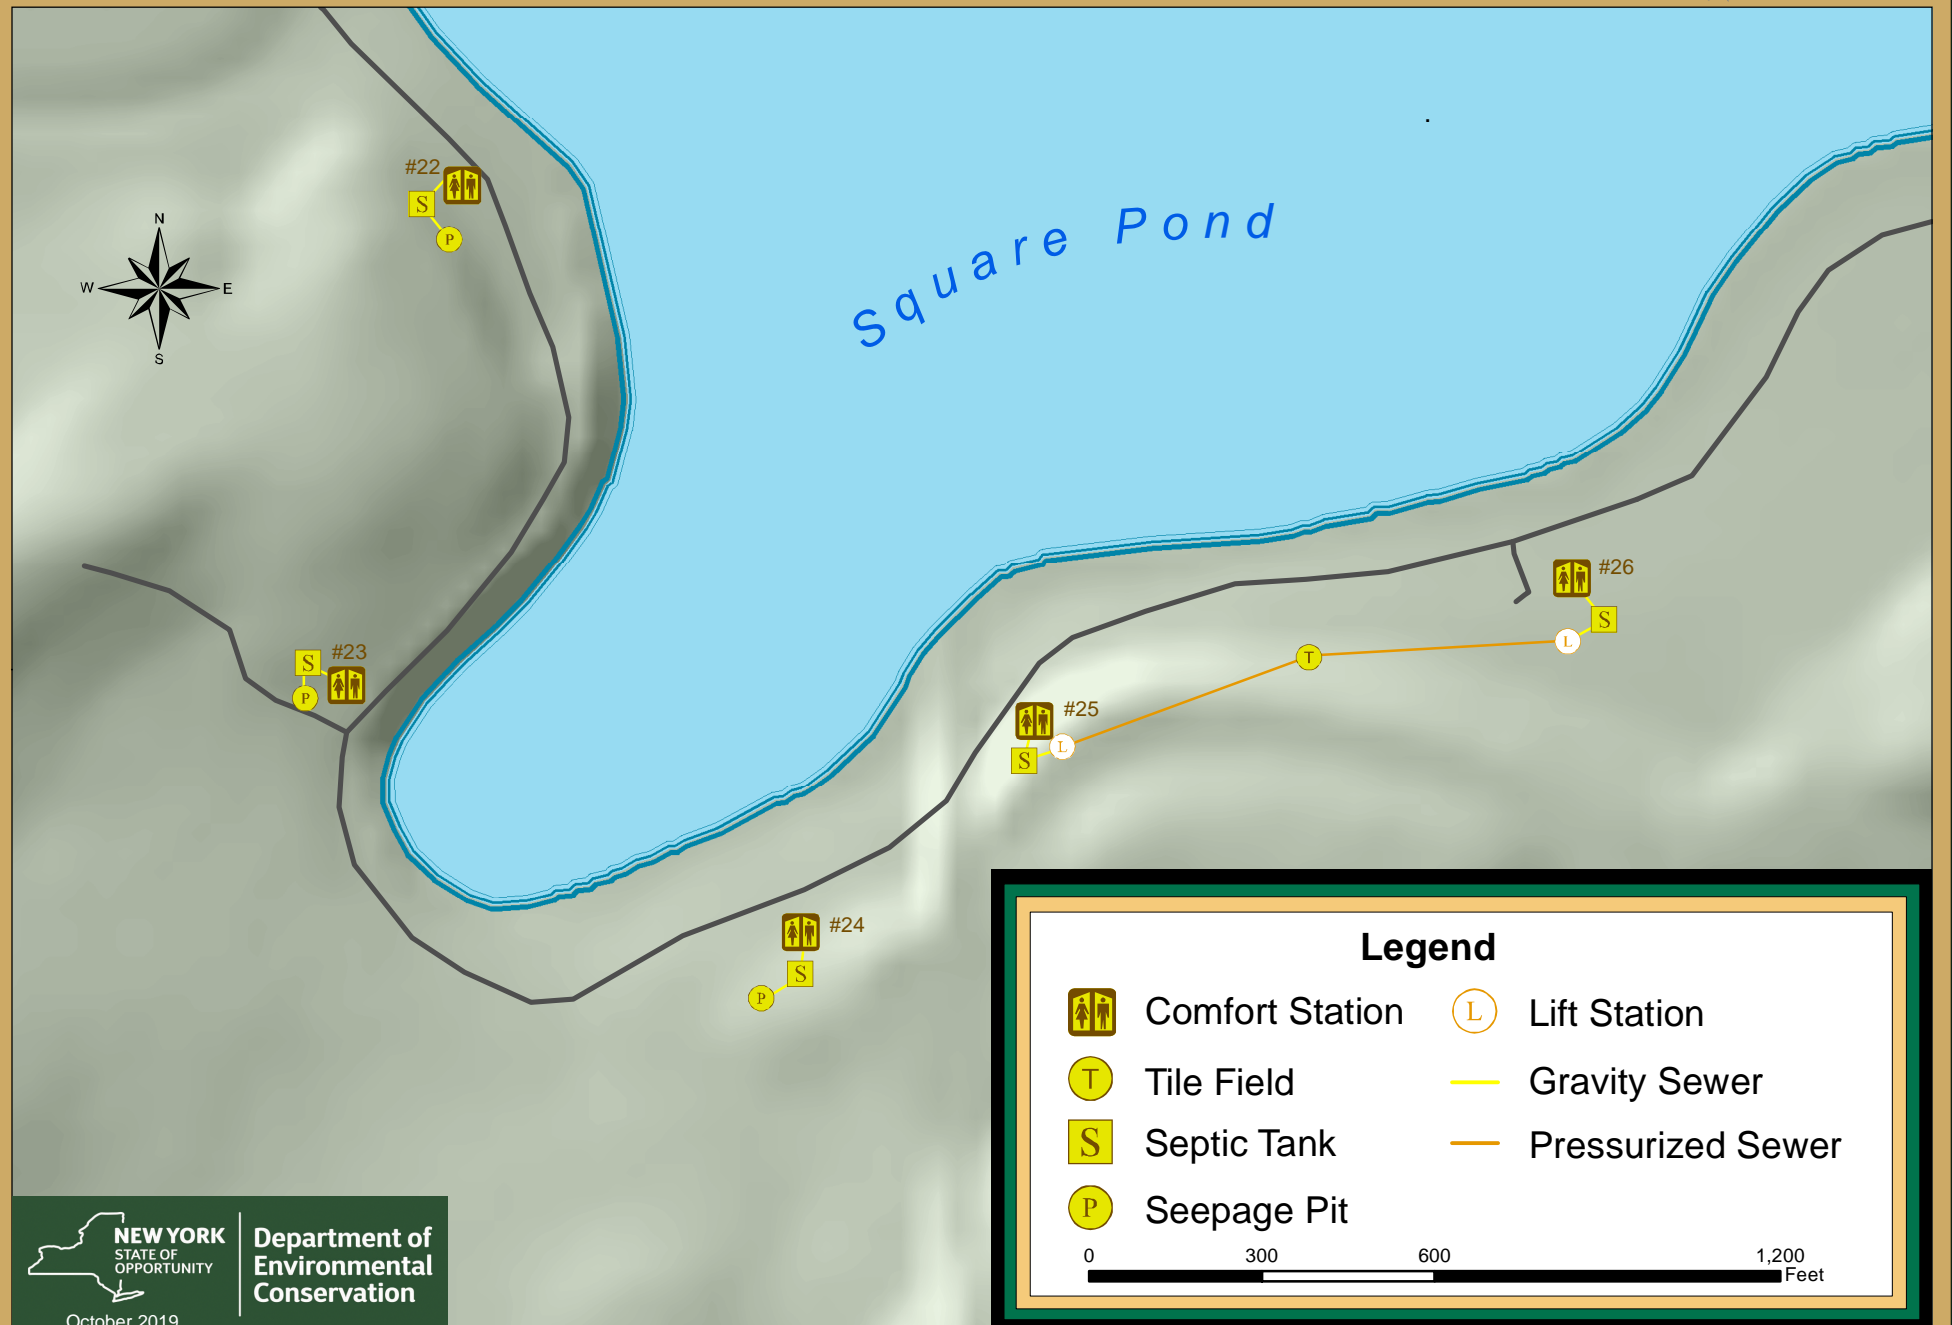 #22
S
P
N
W E
S
Square Pond
#26
S
L
T
#23
S
P
#25
L
S
#24
S
P
Legend
Comfort Station
L Lift Station
T Tile Field
Gravity Sewer
S Septic Tank
Pressurized Sewer
P Seepage Pit
0 300 600 1,200
Feet
NEW YORK
STATE OF
OPPORTUNITY
Department of
Environmental
Conservation
October 2019